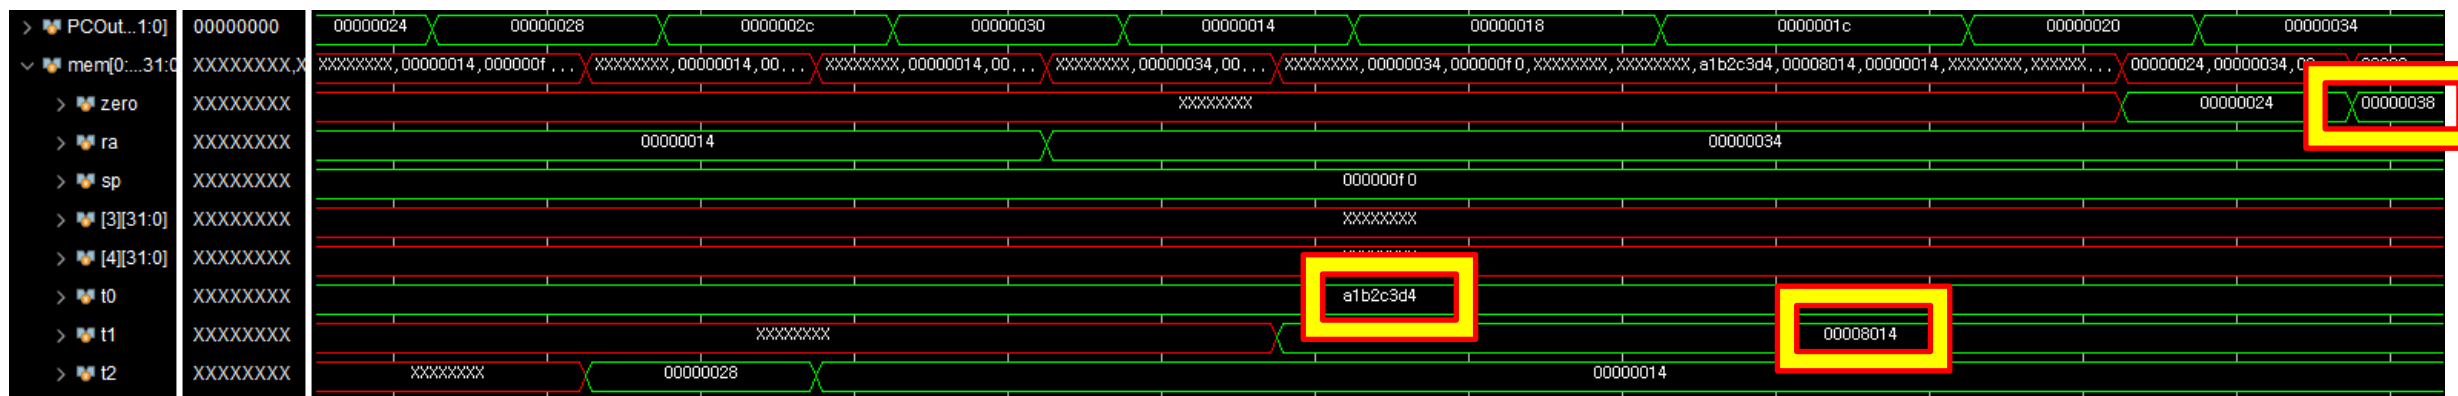 PCOut...1:0] 00000000 00000024 00000028 0000002c 00000030 00000014 00000018 0000001c 00000020 00000034
mem[0:...31:0 XXXXXXXX,X XXXXXXXX,00000014,000000f... XXXXXXXX,00000014,00... XXXXXXXX,00000014,00... XXXXXXXX,00000034,00... XXXXXXXX,00000034,000000f0,XXXXXXXX,XXXXXXXX,a1b2c3d4,00008014,00000014,XXXXXXXX,XXXXXX... 00000024,00000034,
zero XXXXXXXX XXXXXXXX 00000024 00000038
ra XXXXXXXX 00000014 00000034
sp XXXXXXXX 000000f0
[3][31:0] XXXXXXXX XXXXXXXX
[4][31:0] XXXXXXXX
t0 XXXXXXXX a1b2c3d4
t1 XXXXXXXX XXXXXXXX 00008014
t2 XXXXXXXX XXXXXXXX 00000028 00000014